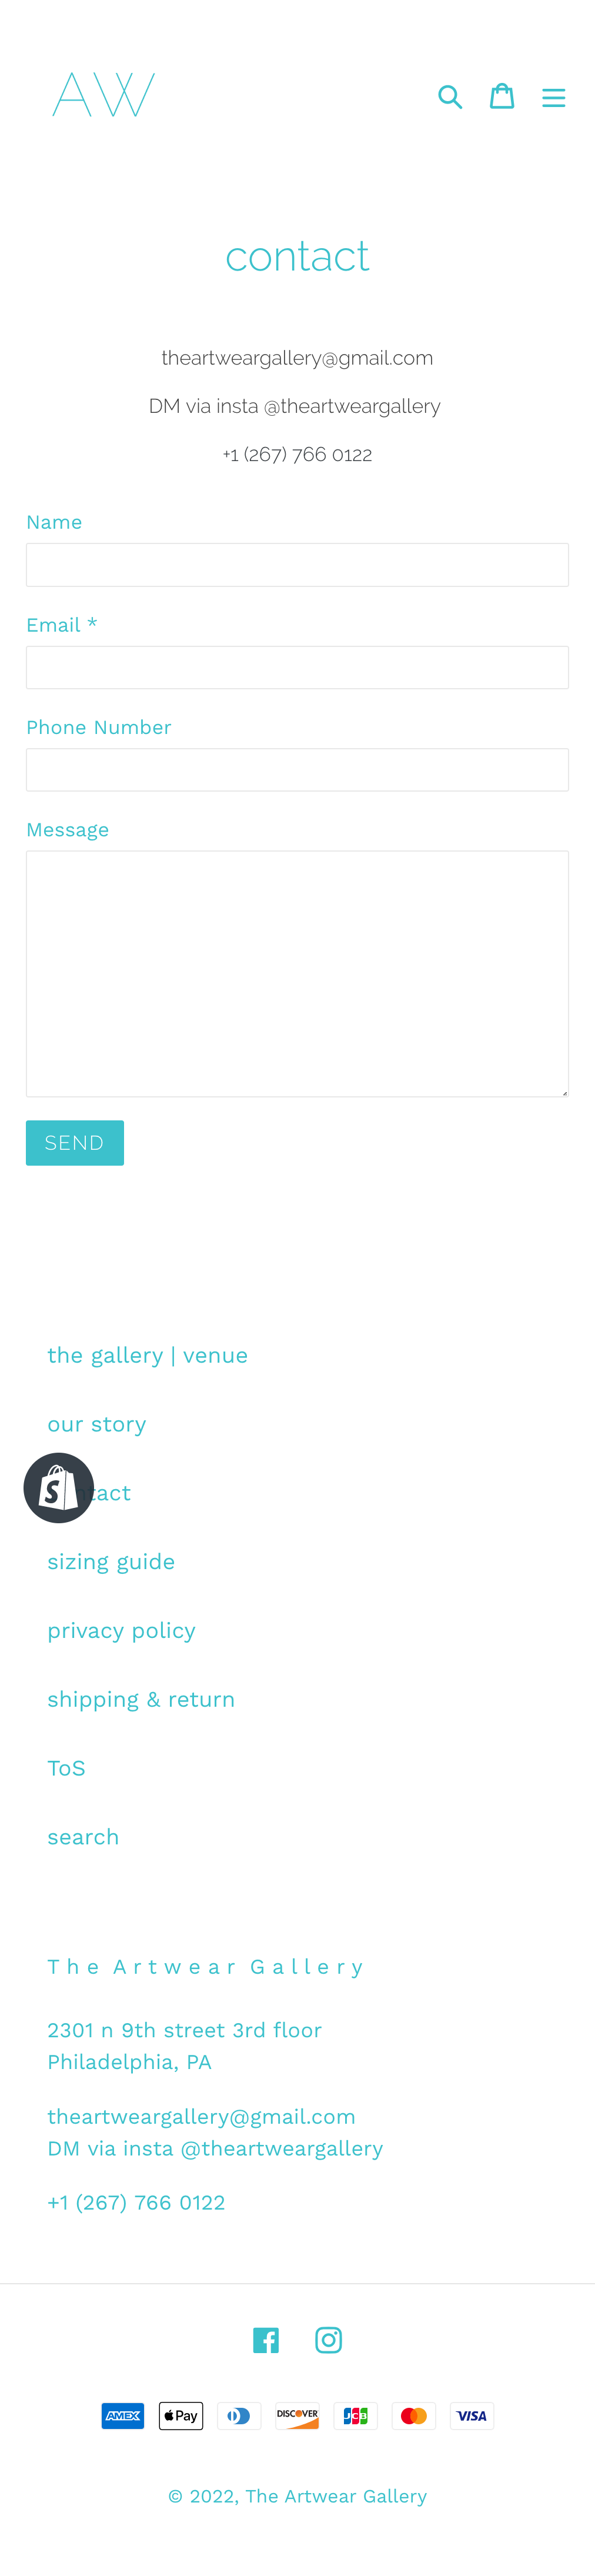 AW
contact
theartweargallery@gmail.com
DM via insta @theartweargallery
+1 (267) 766 0122
Name
Email *
Phone Number
Message
SEND
the gallery | venue
our story
tact
sizing guide
privacy policy
shipping & return
ToS
search
The Artwear Gallery
2301 n 9th street 3rd floor
Philadelphia, PA
theartweargallery@gmail.com
DM via insta @theartweargallery
+1 (267) 766 0122
AMEX Pay DISCOVER JCB VISA
© 2022, The Artwear Gallery